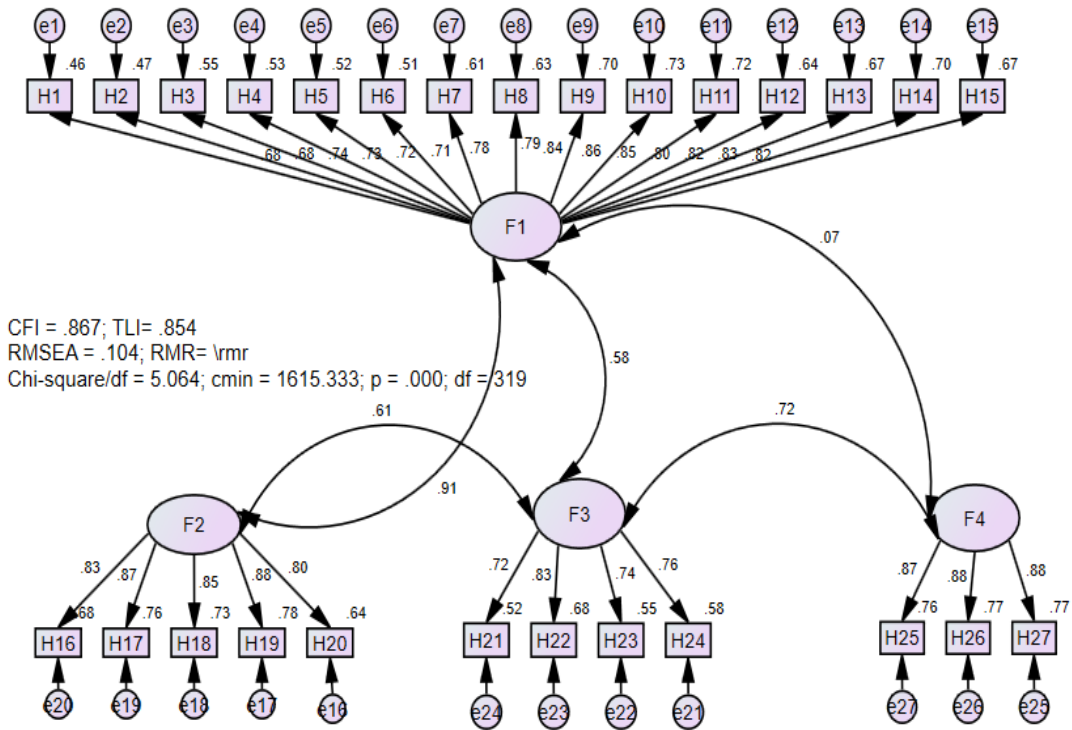 e1 e2 e3 e4 e5 e6 e7 e8 e9 e10 e11 e12 e13 e14 e15
.46 .47 .55 .53 .52 .51 .61 .63 .70 .73 .72 .64 .67 .70 .67
H1 H2 H3 H4 H5 H6 H7 H8 H9 H10 H11 H12 H13 H14 H15
.68 .68 .74 .73 .72 .71 .78 .79 .84 .86 .85 .80 .82 .83 .82
F1
.07
CFI = .867; TLI= .854
RMSEA = .104; RMR= \rmr
.58
Chi-square/df = 5.064; cmin = 1615.333; p = .000; df = 319
.61 .72
.91
F2 F3 F4
.83 .87 .85 .88 .80 .72 .83 .74 .76 .87 .88 .88
.68 .76 .73 .78 .64 .52 .68 .55 .58 .76 .77 .77
H16 H17 H18 H19 H20 H21 H22 H23 H24 H25 H26 H27
e20 e19 e18 e17 e16 e24 e23 e22 e21 e27 e26 e25